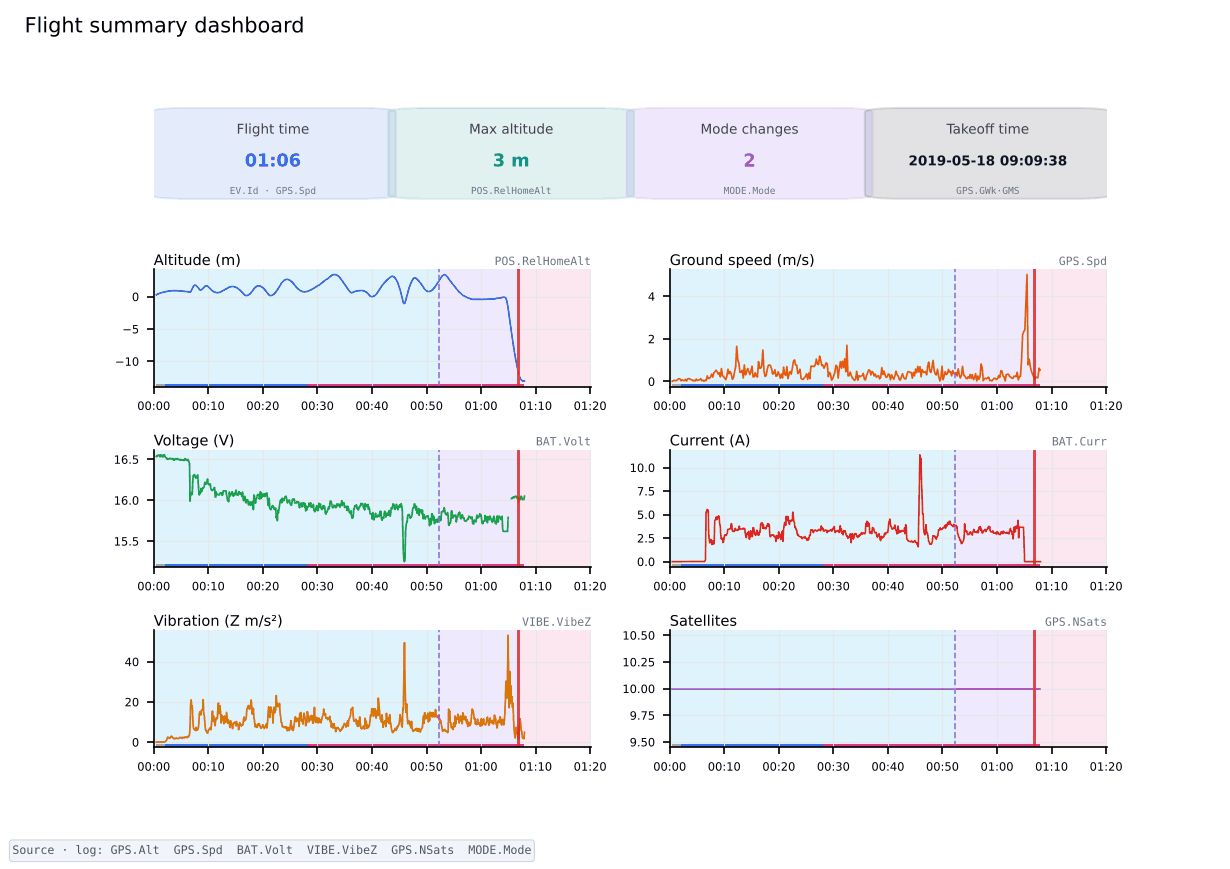 Flight summary dashboard
Flight time Max altitude Mode changes Takeoff time
01:06 3 m 2 2019-05-18 09:09:38
EV.Id · GPS.Spd POS.RelHomeAlt MODE.Mode GPS.GWk·GMS
Altitude (m) POS.RelHomeAlt
0
−5
−10
00:00 00:10 00:20 00:30 00:40 00:50 01:00 01:10 01:20
Ground speed (m/s) GPS.Spd
4
2
0
00:00 00:10 00:20 00:30 00:40 00:50 01:00 01:10 01:20
Voltage (V) BAT.Volt
16.5
16.0
15.5
00:00 00:10 00:20 00:30 00:40 00:50 01:00 01:10 01:20
Current (A) BAT.Curr
10.0
7.5
5.0
2.5
0.0
00:00 00:10 00:20 00:30 00:40 00:50 01:00 01:10 01:20
Vibration (Z m/s²) VIBE.VibeZ
40
20
0
00:00 00:10 00:20 00:30 00:40 00:50 01:00 01:10 01:20
Satellites GPS.NSats
10.50
10.25
10.00
9.75
9.50
00:00 00:10 00:20 00:30 00:40 00:50 01:00 01:10 01:20
Source · log: GPS.Alt GPS.Spd BAT.Volt VIBE.VibeZ GPS.NSats MODE.Mode